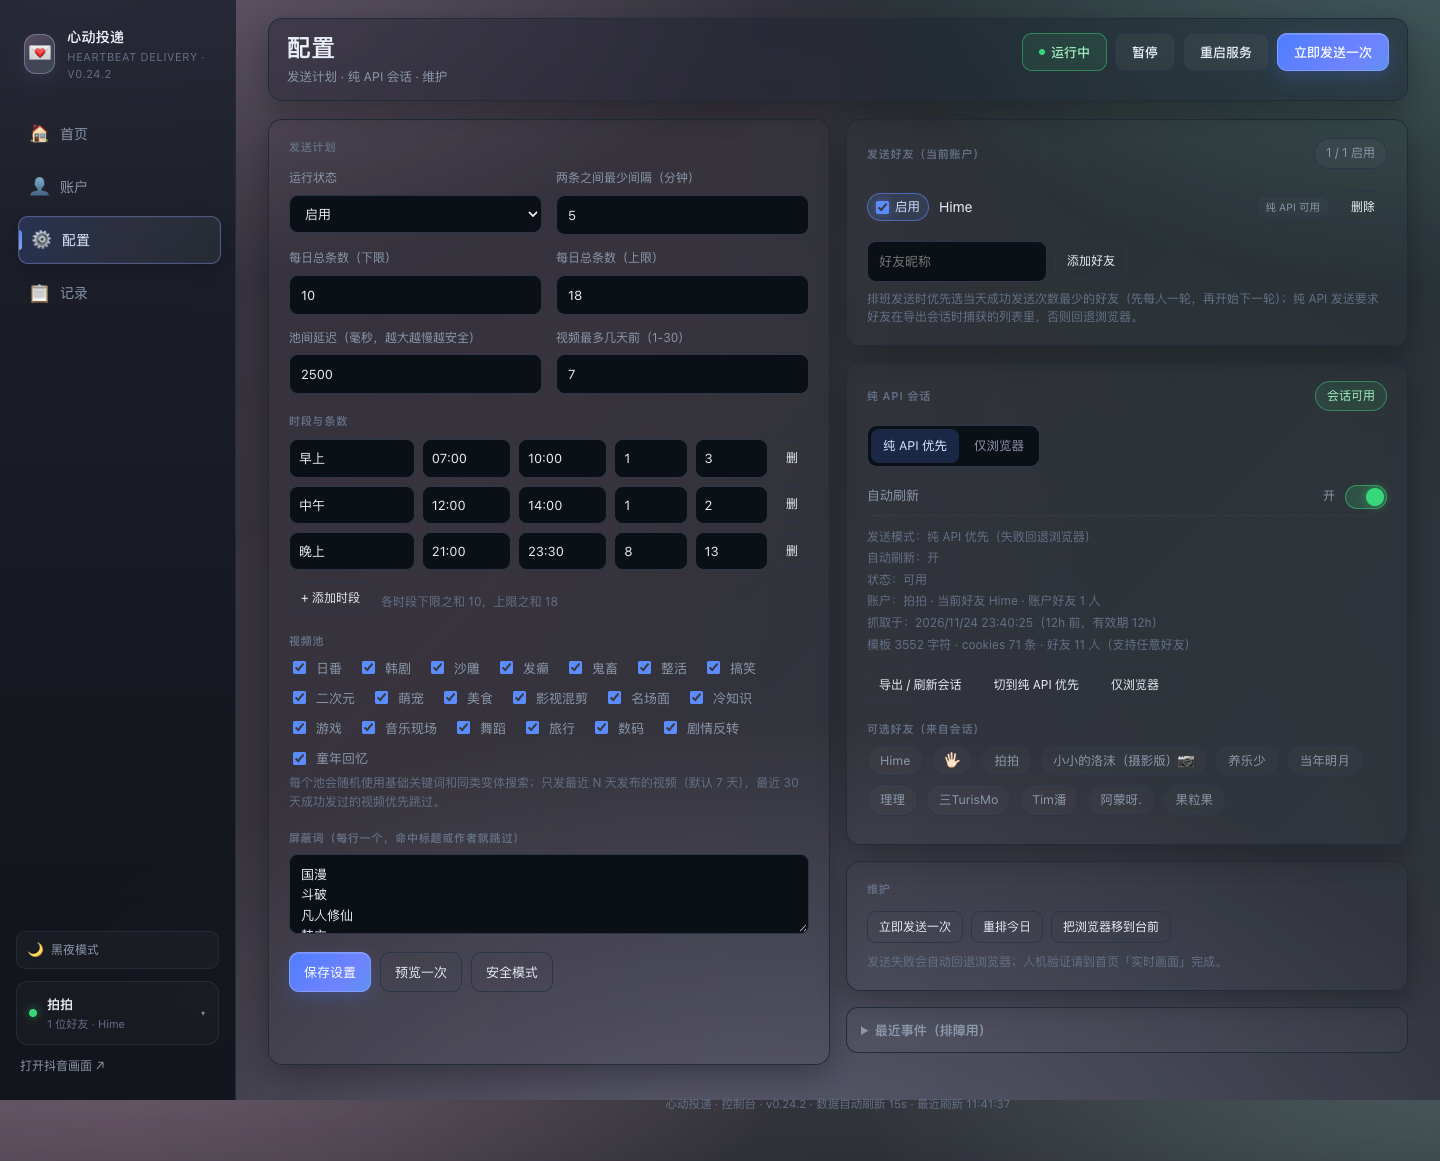 心动投递
HEARTBEAT DELIVERY ·
V0.24.2
首页
账户
配置
记录
黑夜模式
拍拍
1 位好友 · Hime
打开抖音画面 ↗
配置
发送计划 · 纯 API 会话 · 维护
运行中
暂停
重启服务
立即发送一次
发送计划
运行状态
两条之间最少间隔（分钟）
启用
5
每日总条数（下限）
每日总条数（上限）
10
18
池间延迟（毫秒，越大越慢越安全）
视频最多几天前（1-30）
2500
7
时段与条数
早上 07:00 10:00 1 3 删
中午 12:00 14:00 1 2 删
晚上 21:00 23:30 8 13 删
+ 添加时段 各时段下限之和 10，上限之和 18
视频池
日番 韩剧 沙雕 发癫 鬼畜 整活 搞笑
二次元 萌宠 美食 影视混剪 名场面 冷知识
游戏 音乐现场 舞蹈 旅行 数码 剧情反转
童年回忆
每个池会随机使用基础关键词和同类变体搜索；只发最近 N 天发布的视频（默认 7 天），最近 30
天成功发过的视频优先跳过。
屏蔽词（每行一个，命中标题或作者就跳过）
国漫
斗破
凡人修仙
保存设置 预览一次 安全模式
发送好友（当前账户）
1 / 1 启用
启用 Hime 纯 API 可用 删除
好友昵称 添加好友
排班发送时优先选当天成功发送次数最少的好友（先每人一轮，再开始下一轮）；纯 API 发送要求
好友在导出会话时捕获的列表里，否则回退浏览器。
纯 API 会话
会话可用
纯 API 优先 仅浏览器
自动刷新 开
发送模式：纯 API 优先（失败回退浏览器）
自动刷新：开
状态：可用
账户：拍拍 · 当前好友 Hime · 账户好友 1 人
抓取于：2026/11/24 23:40:25（12h 前，有效期 12h）
模板 3552 字符 · cookies 71 条 · 好友 11 人（支持任意好友）
导出 / 刷新会话 切到纯 API 优先 仅浏览器
可选好友（来自会话）
Hime 🖐🏻 拍拍 小小的洛沫（摄影版）📷 养乐少 当年明月
理理 三TurisMo Tim潘 阿蒙呀. 果粒果
维护
立即发送一次 重排今日 把浏览器移到台前
发送失败会自动回退浏览器；人机验证请到首页「实时画面」完成。
最近事件（排障用）
心动投递 · 控制台 · v0.24.2 · 数据自动刷新 15s · 最近刷新 11:41:37